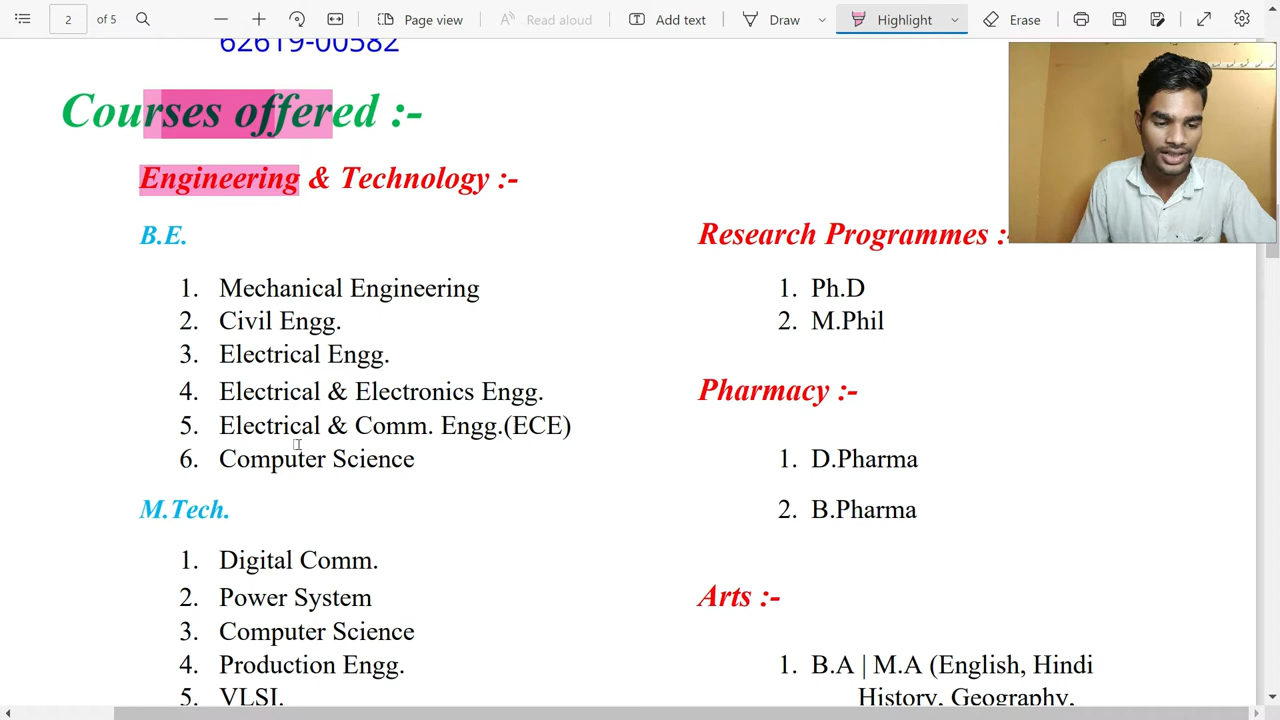 2
of 5
Page view
Read aloud
Add text
Draw
Highlight
Erase
62619-00582
Courses offered :-
Engineering & Technology :-
B.E.
1. Mechanical Engineering
2. Civil Engg.
3. Electrical Engg.
4. Electrical & Electronics Engg.
5. Electrical & Comm. Engg.(ECE)
6. Computer Science
M.Tech.
1. Digital Comm.
2. Power System
3. Computer Science
4. Production Engg.
5. VLSI.
Research Programmes :-
1. Ph.D
2. M.Phil
Pharmacy :-
1. D.Pharma
2. B.Pharma
Arts :-
1. B.A | M.A (English, Hindi
History, Geography,